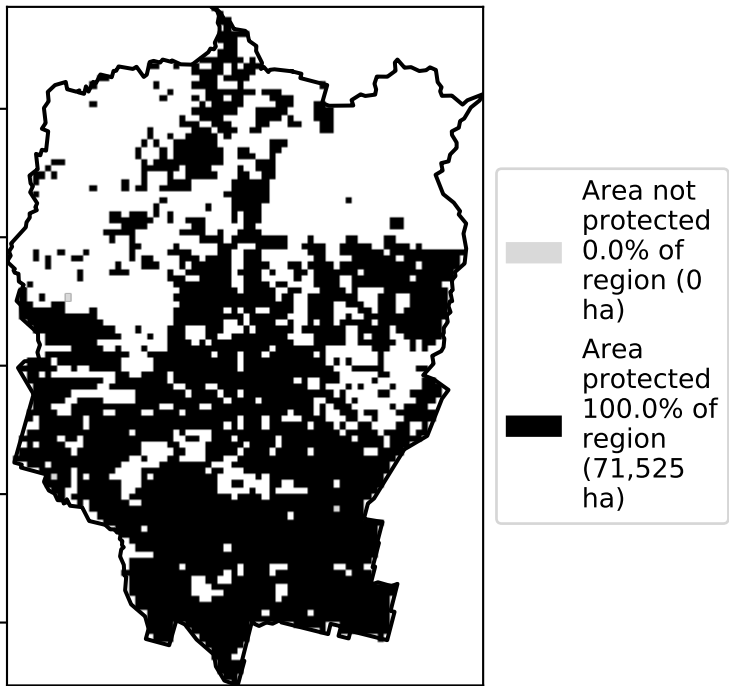 Area not
protected
0.0% of
region (0
ha)
Area
protected
100.0% of
region
(71,525
ha)